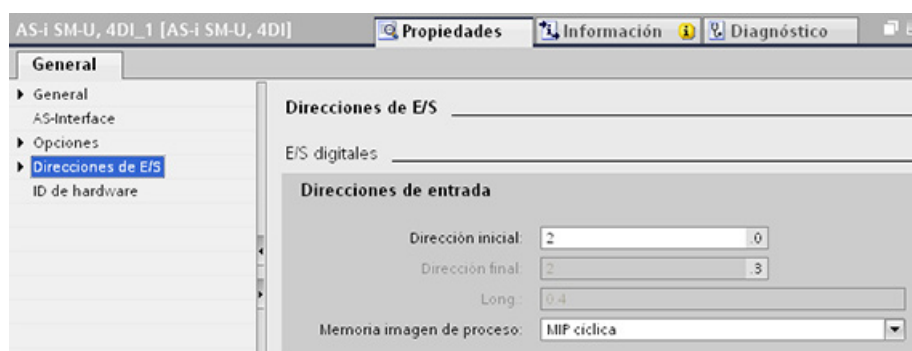 AS-i SM-U, 4DI_1 [AS-i SM-U, 4DI]
Propiedades
Información
Diagnóstico
General
General
AS-Interface
Opciones
Direcciones de E/S
ID de hardware
Direcciones de E/S
E/S digitales
Direcciones de entrada
Dirección inicial: 2 .0
Dirección final: 2 .3
Long.: 0.4
Memoria imagen de proceso: MIP cíclica